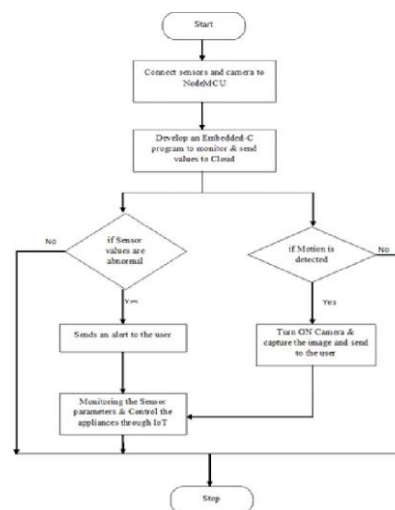 Start
Connect sensors and camera to
NodeMCU
Develop an Embedded-C
program to monitor & send
values to Cloud
No
if Sensor
values are
abnormal
Yes
Sends an alert to the user
if Motion is
detected
No
Yes
Turn ON Camera &
capture the image and send
to the user
Monitoring the Sensor
parameters & Control the
appliances through IoT
Stop